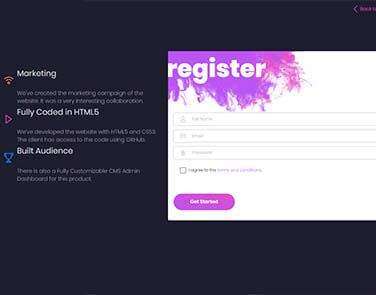 Back to
Marketing
We've created the marketing campaign of the
website. It was a very interesting collaboration.
Fully Coded in HTML5
We've developed the website with HTML5 and CSS3.
The client has access to the code using GitHub.
Built Audience
There is also a Fully Customizable CMS Admin
Dashboard for this product.
register
Full Name
Email
Password
I agree to the terms and conditions.
Get Started